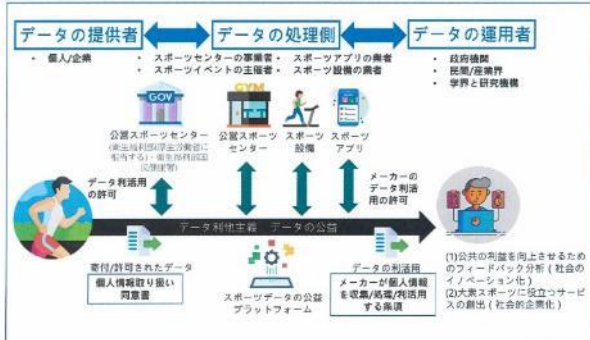 データの提供者
データの処理側
データの運用者
• 個人/企業
• スポーツセンターの事業者
• スポーツイベントの主催者
• スポーツアプリの業者
• スポーツ設備の業者
• 政府機関
• 民間/産業界
• 学界と研究機構
GOV
GYM
公営スポーツ
センター
公営スポーツ
センター
スポーツ
設備
スポーツ
アプリ
相当する)
データ利活用
の許可
メーカーの
データ利活
用の許可
データ利他主義 データの公益
寄付/許可されたデータ
個人情報取り扱い
同意書
スポーツデータの公益
プラットフォーム
データの利活用
メーカーが個人情報
を収集/処理/利活用
する条項
(1)公共の利益を向上させるため
のフィードバック分析(社会の
イノベーション化)
(2)大衆スポーツに役立つサービ
スの創出(社会的企業化)